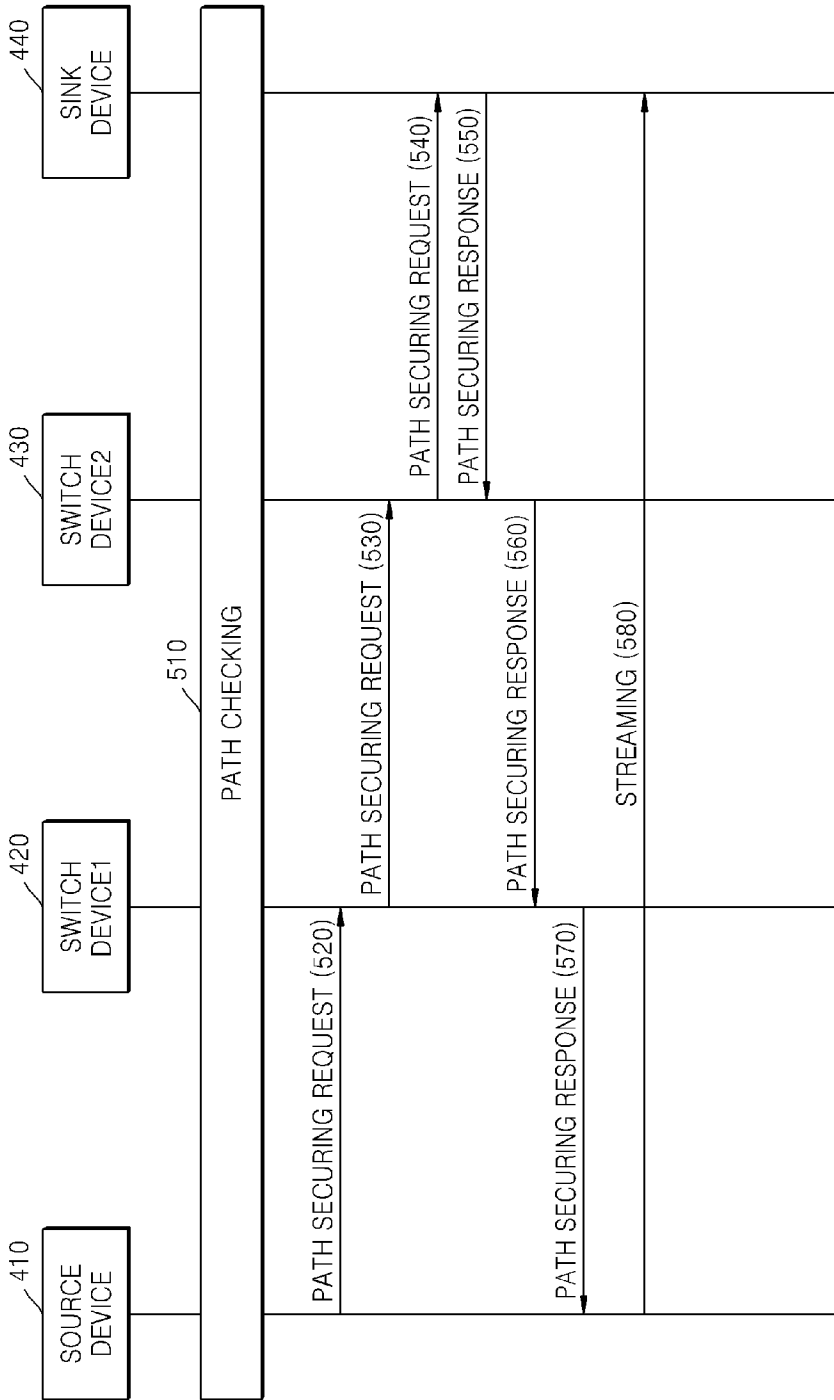 410
SOURCE
DEVICE
420
SWITCH
DEVICE1
430
SWITCH
DEVICE2
440
SINK
DEVICE
510
PATH CHECKING
PATH SECURING REQUEST (520)
PATH SECURING REQUEST (530)
PATH SECURING REQUEST (540)
PATH SECURING RESPONSE (550)
PATH SECURING RESPONSE (560)
PATH SECURING RESPONSE (570)
STREAMING (580)